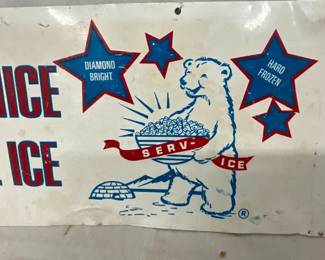 DIAMOND
BRIGHT
HARD
FROZEN
ICE
ICE
SERV-ICE
®